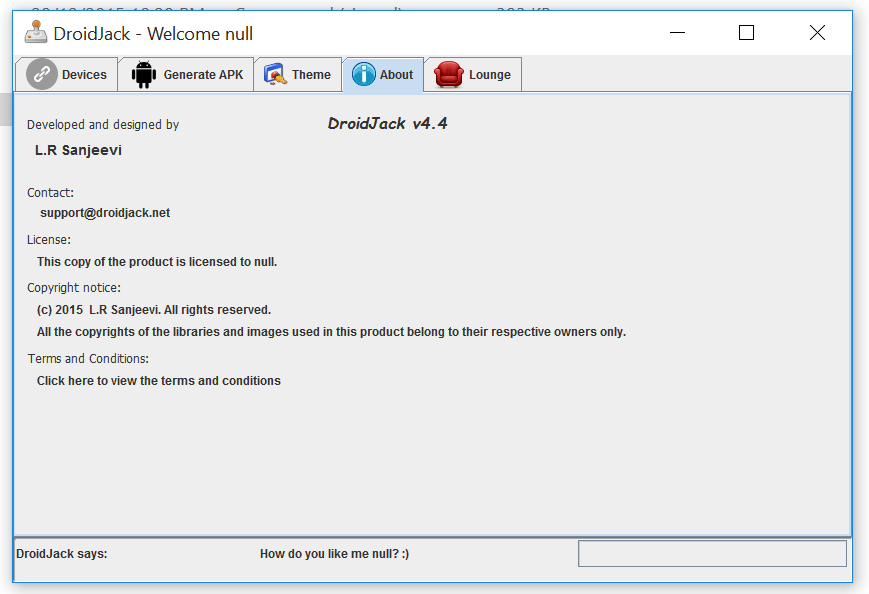 DroidJack - Welcome null
Devices Generate APK Theme About Lounge
Developed and designed by
DroidJack v4.4
L.R Sanjeevi
Contact:
support@droidjack.net
License:
This copy of the product is licensed to null.
Copyright notice:
(c) 2015 L.R Sanjeevi. All rights reserved.
All the copyrights of the libraries and images used in this product belong to their respective owners only.
Terms and Conditions:
Click here to view the terms and conditions
DroidJack says: How do you like me null? :)